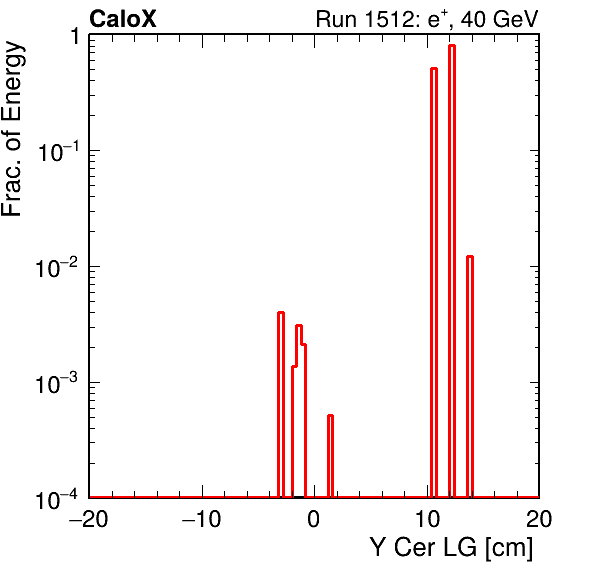 CaloX Run 1512: e⁺, 40 GeV
Frac. of Energy
1
10⁻¹
10⁻²
10⁻³
10⁻⁴
−20 −10 0 10 20
Y Cer LG [cm]